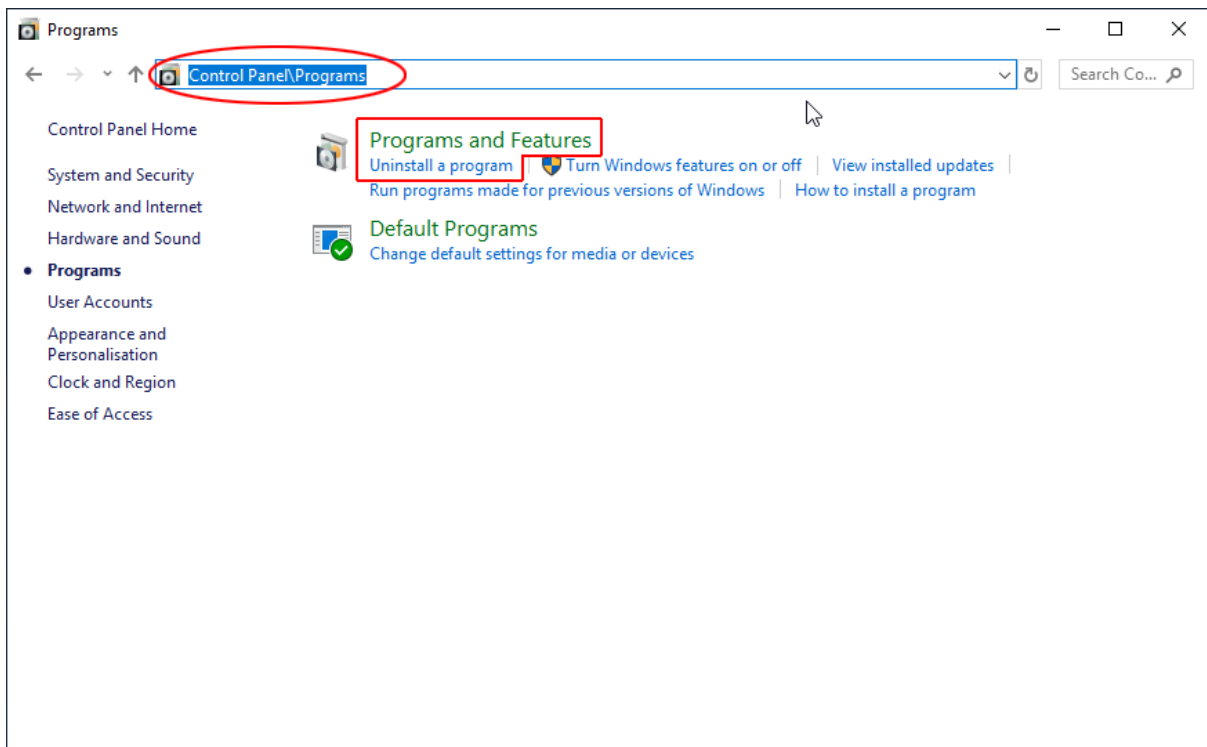 Programs
Control Panel\Programs
Search Co...
Control Panel Home
System and Security
Network and Internet
Hardware and Sound
Programs
User Accounts
Appearance and
Personalisation
Clock and Region
Ease of Access
Programs and Features
Uninstall a program Turn Windows features on or off View installed updates
Run programs made for previous versions of Windows How to install a program
Default Programs
Change default settings for media or devices